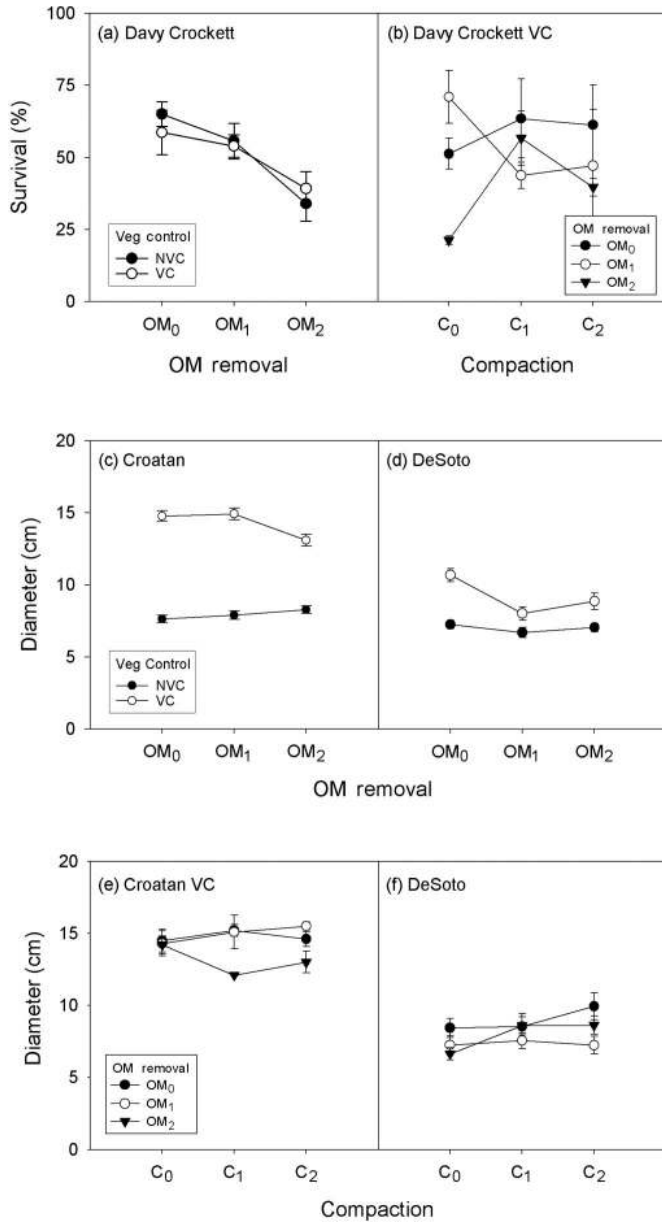 (a) Davy Crockett
(b) Davy Crockett VC
100
75
50
25
0
Survival (%)
Veg control
NVC
VC
OM removal
OM₀
OM₁
OM₂
OM₀ OM₁ OM₂
C₀ C₁ C₂
OM removal
Compaction
(c) Croatan
(d) DeSoto
20
15
10
5
0
Diameter (cm)
Veg Control
NVC
VC
OM₀ OM₁ OM₂
OM₀ OM₁ OM₂
OM removal
(e) Croatan VC
(f) DeSoto
20
15
10
5
0
Diameter (cm)
OM removal
OM₀
OM₁
OM₂
C₀ C₁ C₂
C₀ C₁ C₂
Compaction